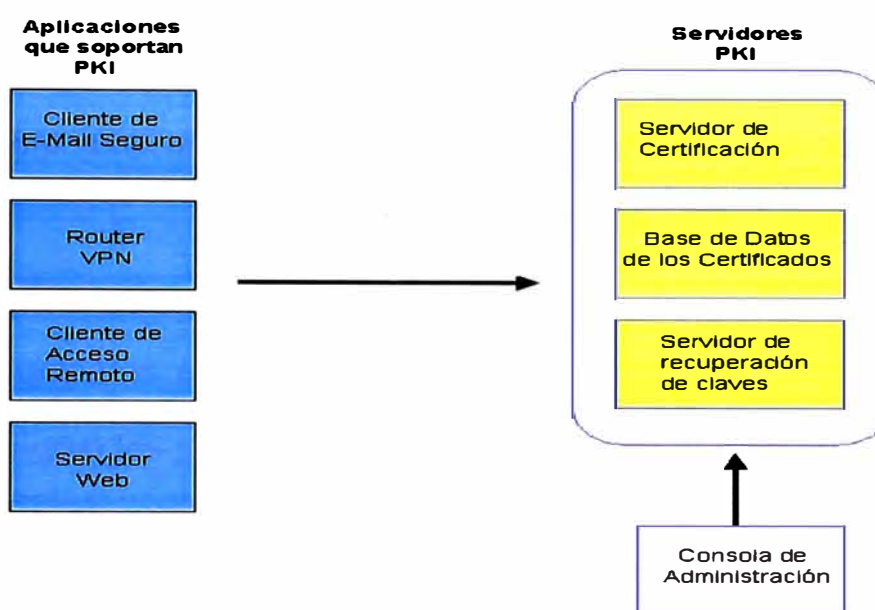 Aplicaciones
que soportan
PKI
Cliente de
E-Mail Seguro
Router
VPN
Cliente de
Acceso
Remoto
Servidor
Web
Servidores
PKI
Servidor de
Certificación
Base de Datos
de los Certificados
Servidor de
recuperación
de claves
Consola de
Administración